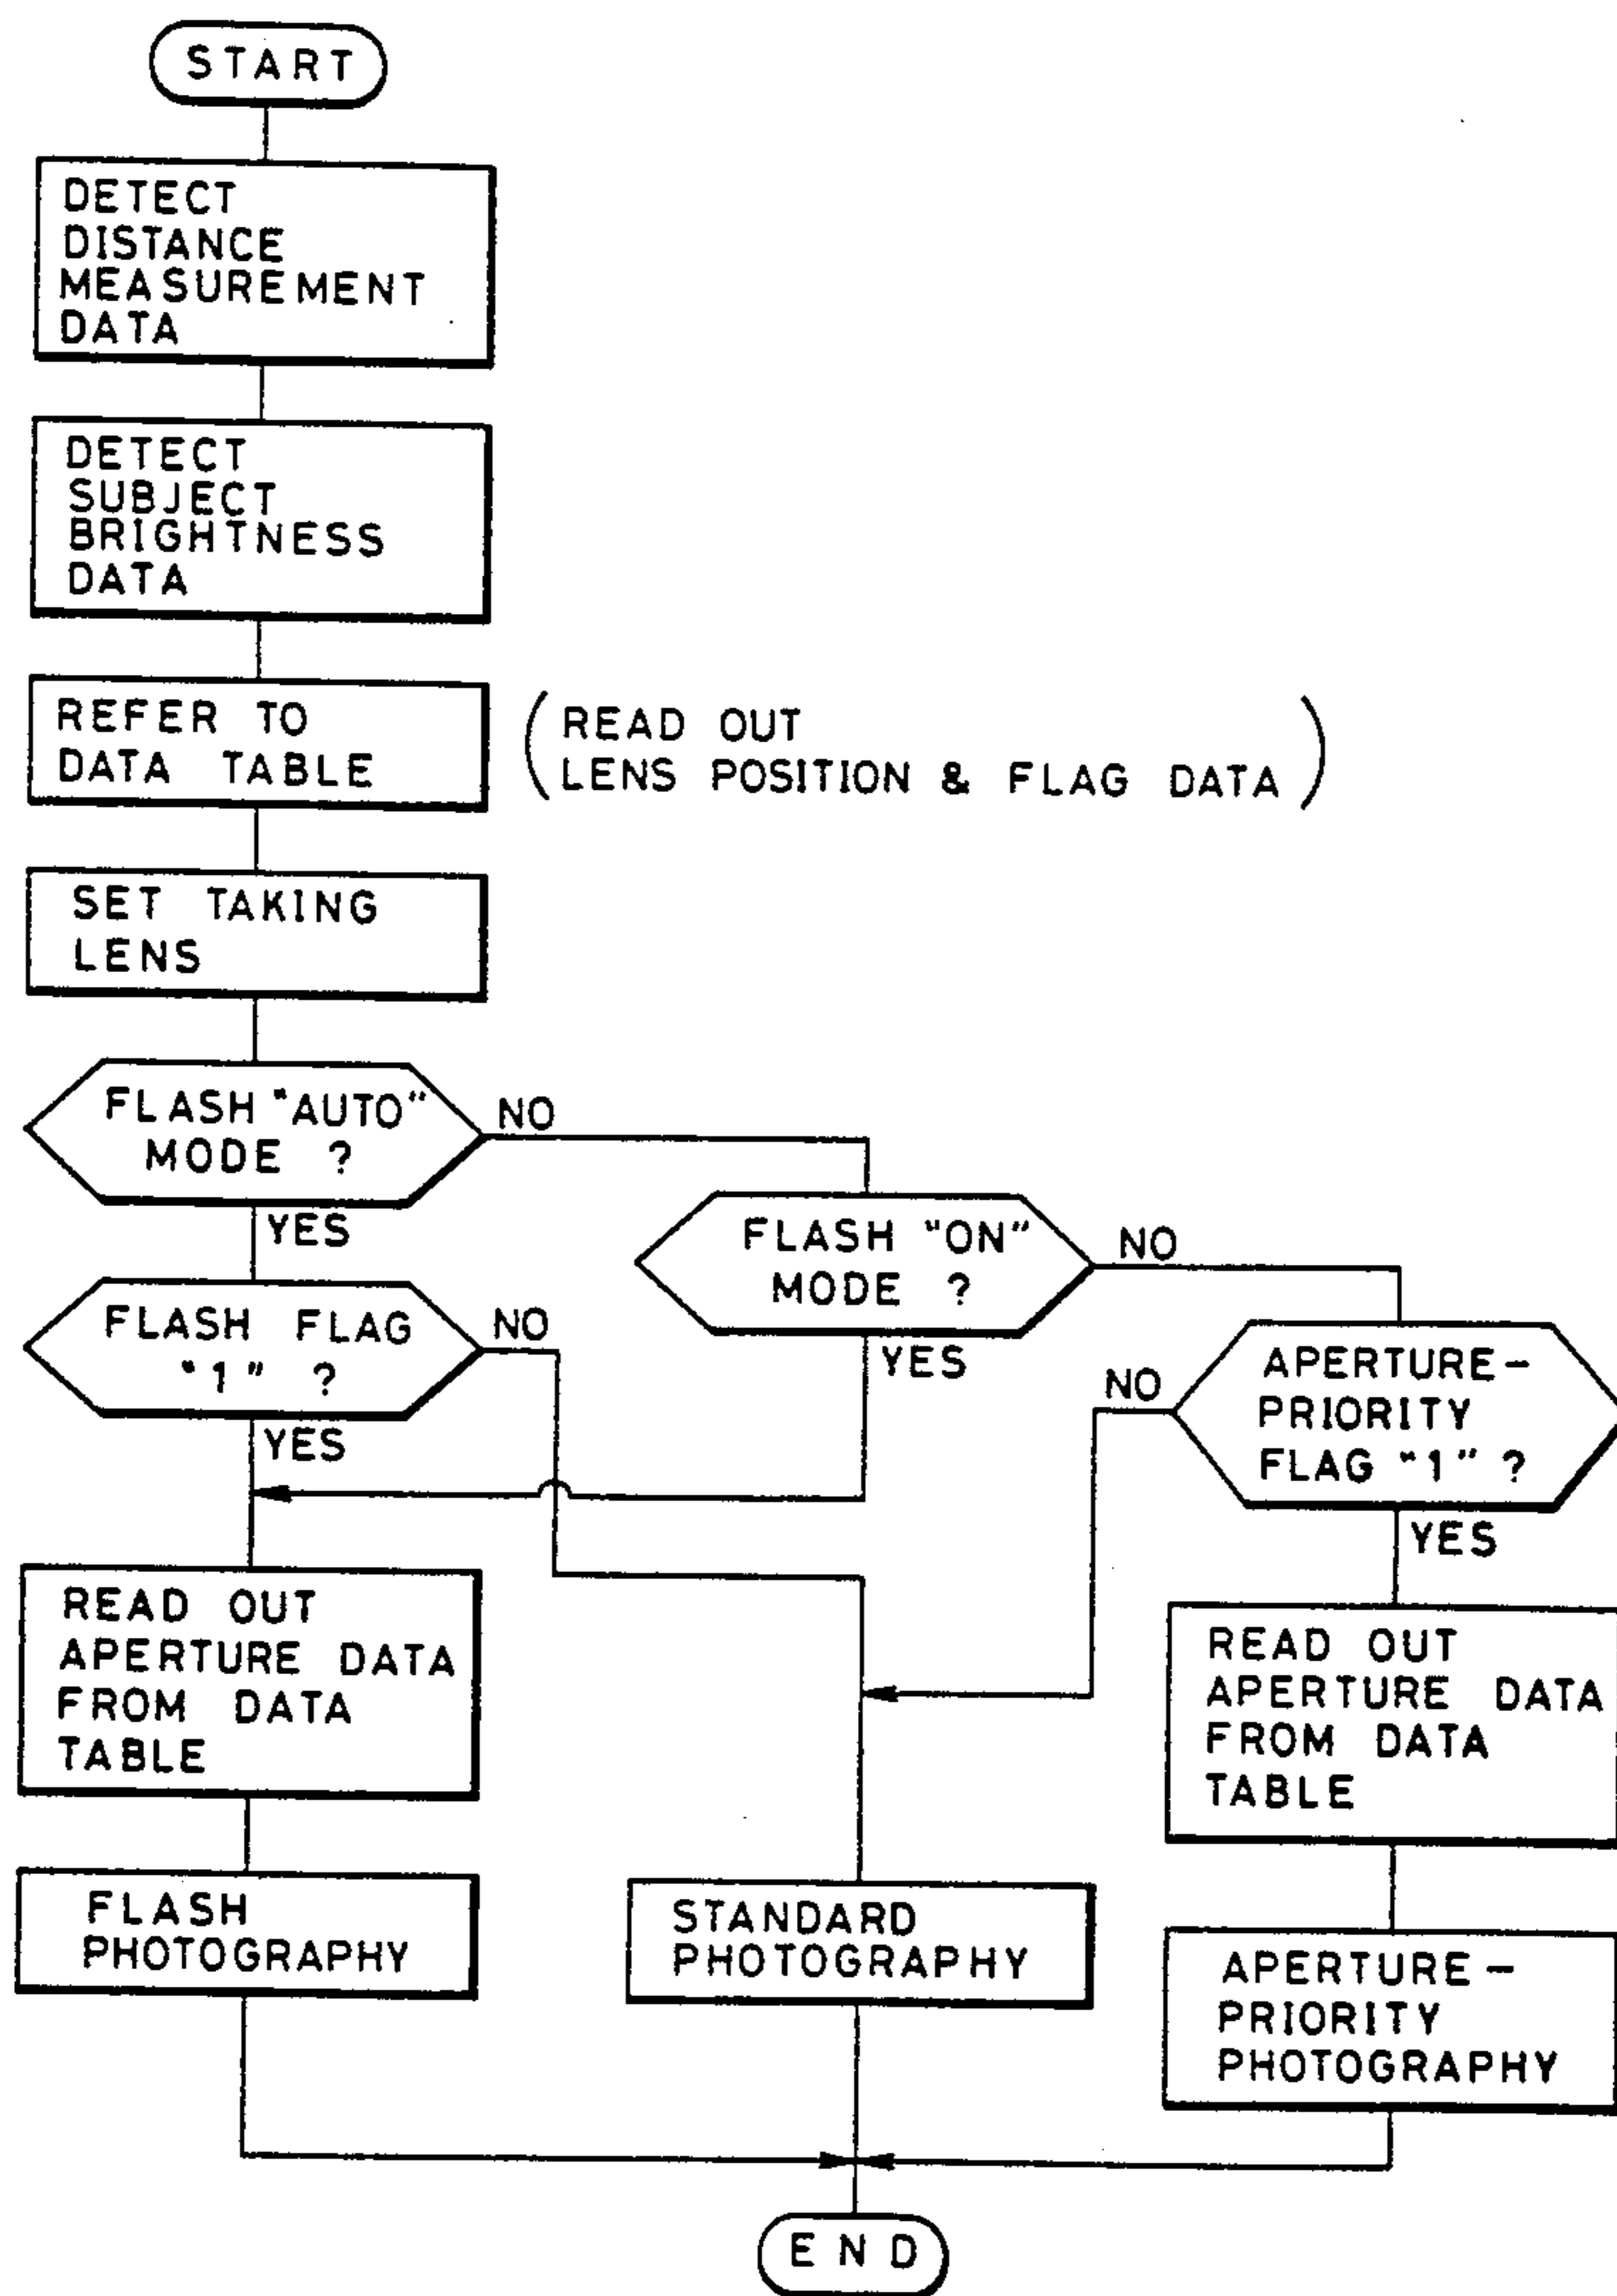 START
DETECT
DISTANCE
MEASUREMENT
DATA
DETECT
SUBJECT
BRIGHTNESS
DATA
REFER TO
DATA TABLE
(READ OUT
LENS POSITION & FLAG DATA)
SET TAKING
LENS
FLASH "AUTO"
MODE ?
NO
YES
FLASH "ON"
MODE ?
NO
YES
FLASH FLAG
"1" ?
NO
YES
APERTURE-
PRIORITY
FLAG "1" ?
NO
YES
READ OUT
APERTURE DATA
FROM DATA
TABLE
READ OUT
APERTURE DATA
FROM DATA
TABLE
FLASH
PHOTOGRAPHY
STANDARD
PHOTOGRAPHY
APERTURE-
PRIORITY
PHOTOGRAPHY
END